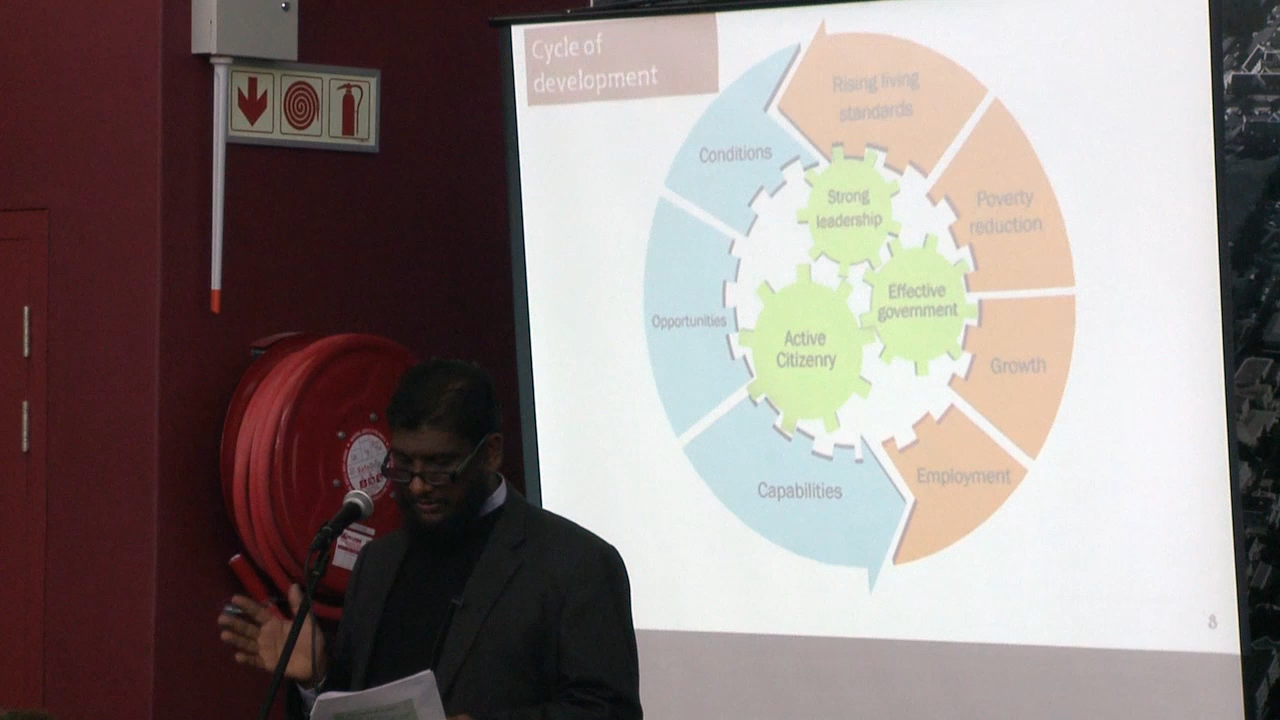 Cycle of
development
Rising living
standards
Conditions
Poverty
reduction
Strong
leadership
Effective
government
Opportunities
Active
Citizenry
Growth
Capabilities
Employment
8